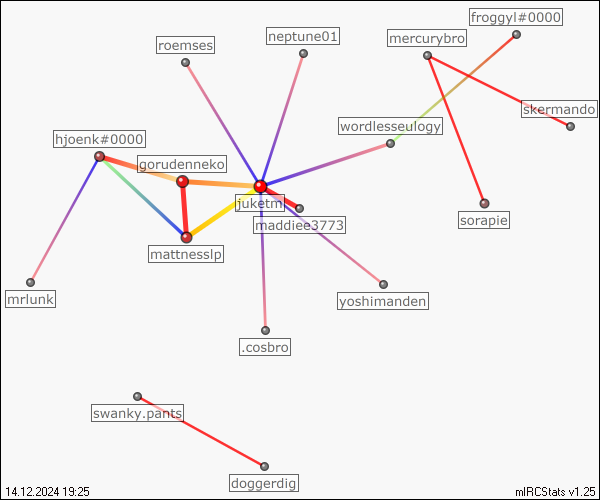 froggyl#0000
neptune01
mercurybro
roemses
skermando
wordlesseulogy
hjoenk#0000
gorudenneko
juketm
maddiee3773
sorapie
mattnesslp
mrlunk
yoshimanden
.cosbro
swanky.pants
doggerdig
14.12.2024 19:25
mIRCStats v1.25